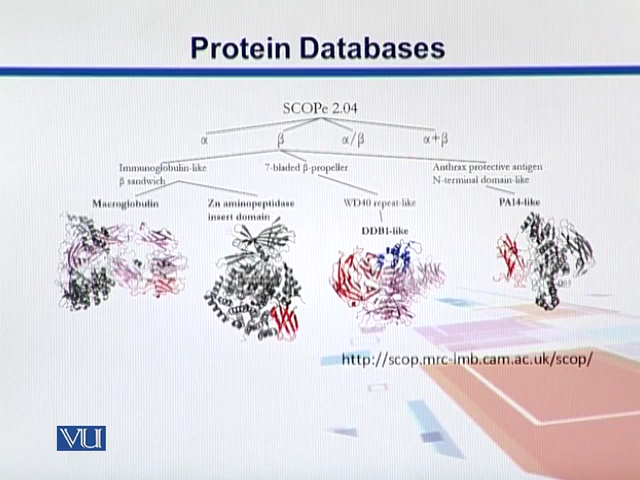 Protein Databases
SCOPe 2.04
α β α/β α+β
Immunoglobulin-like
β sandwich
7-bladed β-propeller
Anthrax protective antigen
N-terminal domain-like
Macroglobulin
Zn aminopeptidase
insert domain
WD40 repeat-like
DDB1-like
PA14-like
http://scop.mrc-lmb.cam.ac.uk/scop/
VU